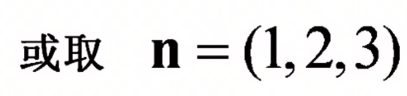 或取 n = (1, 2, 3)